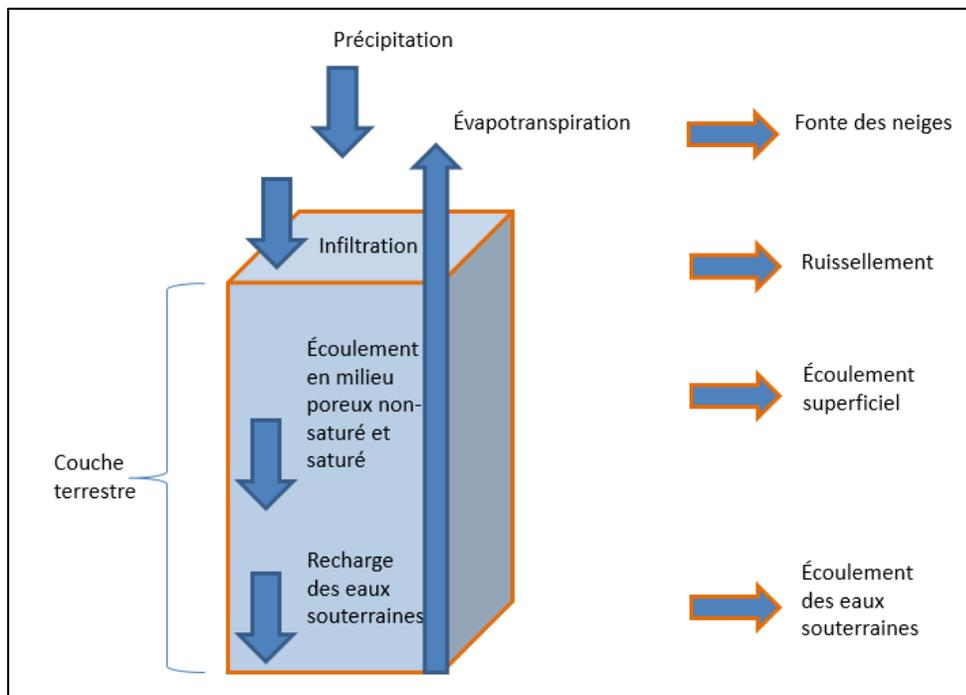 Précipitation
Évapotranspiration
Fonte des neiges
Infiltration
Ruissellement
Écoulement
en milieu
poreux non-
saturé et
saturé
Écoulement
superficiel
Couche
terrestre
Recharge
des eaux
souterraines
Écoulement
des eaux
souterraines